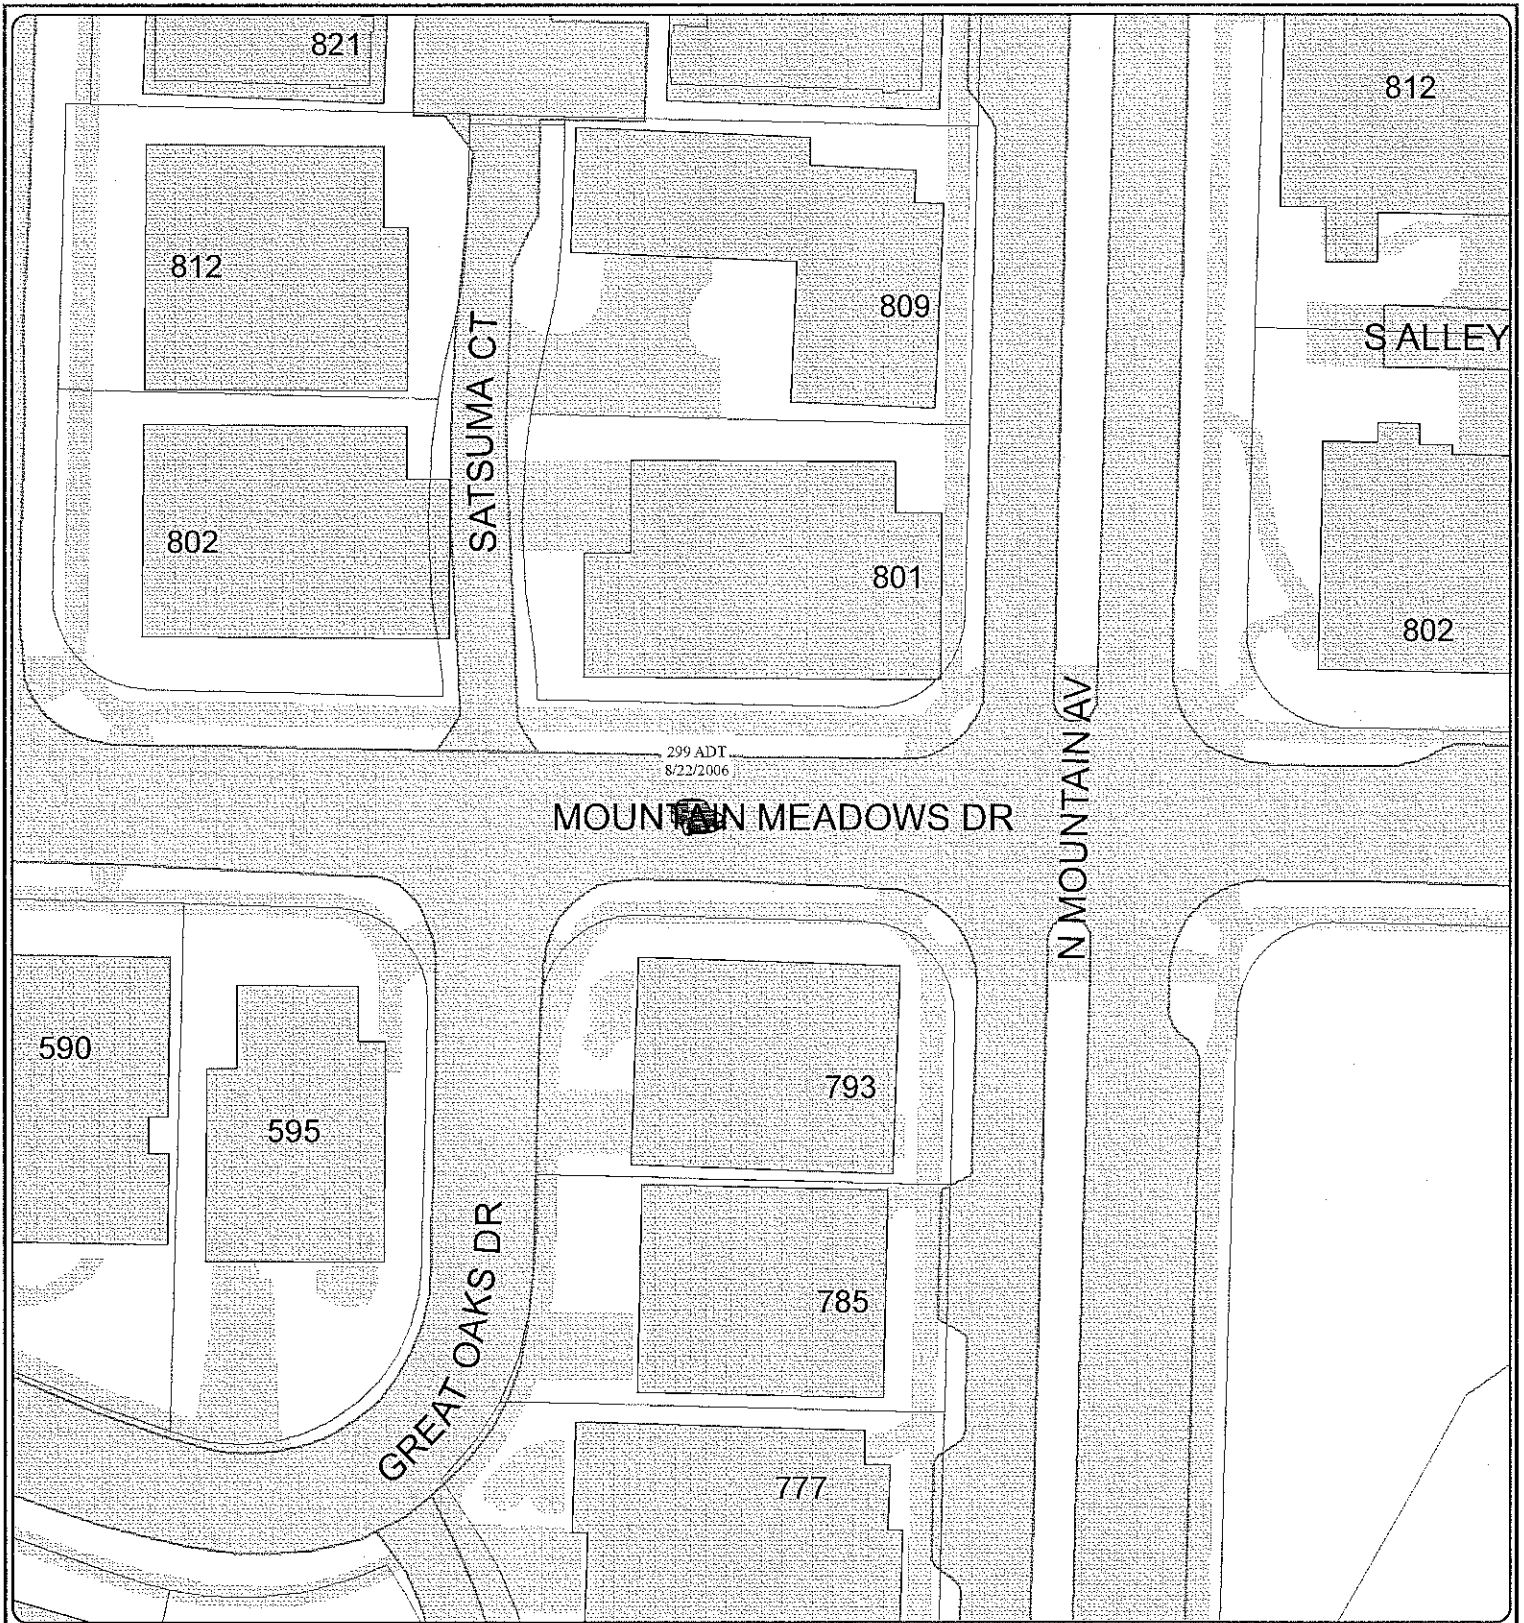 821
812
812
SATSUMA CT
809
S ALLEY
802
801
802
299 ADT
8/22/2006
MOUNTAIN MEADOWS DR
N MOUNTAIN AV
590
595
793
785
GREAT OAKS DR
777